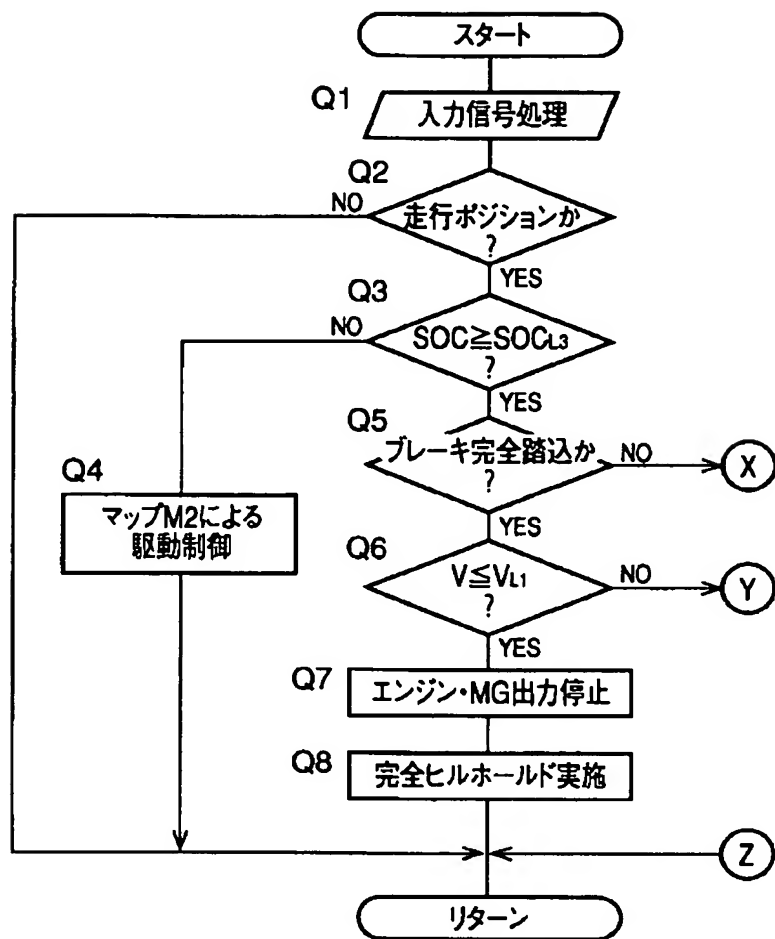 スタート
Q1
入力信号処理
Q2
NO
走行ポジションか
?
YES
Q3
NO
SOC≧SOCL3
?
YES
Q5
ブレーキ完全踏込か
?
NO
X
YES
Q4
マップM2による
駆動制御
Q6
V≦VL1
?
NO
Y
YES
Q7
エンジン・MG出力停止
Q8
完全ヒルホールド実施
Z
リターン